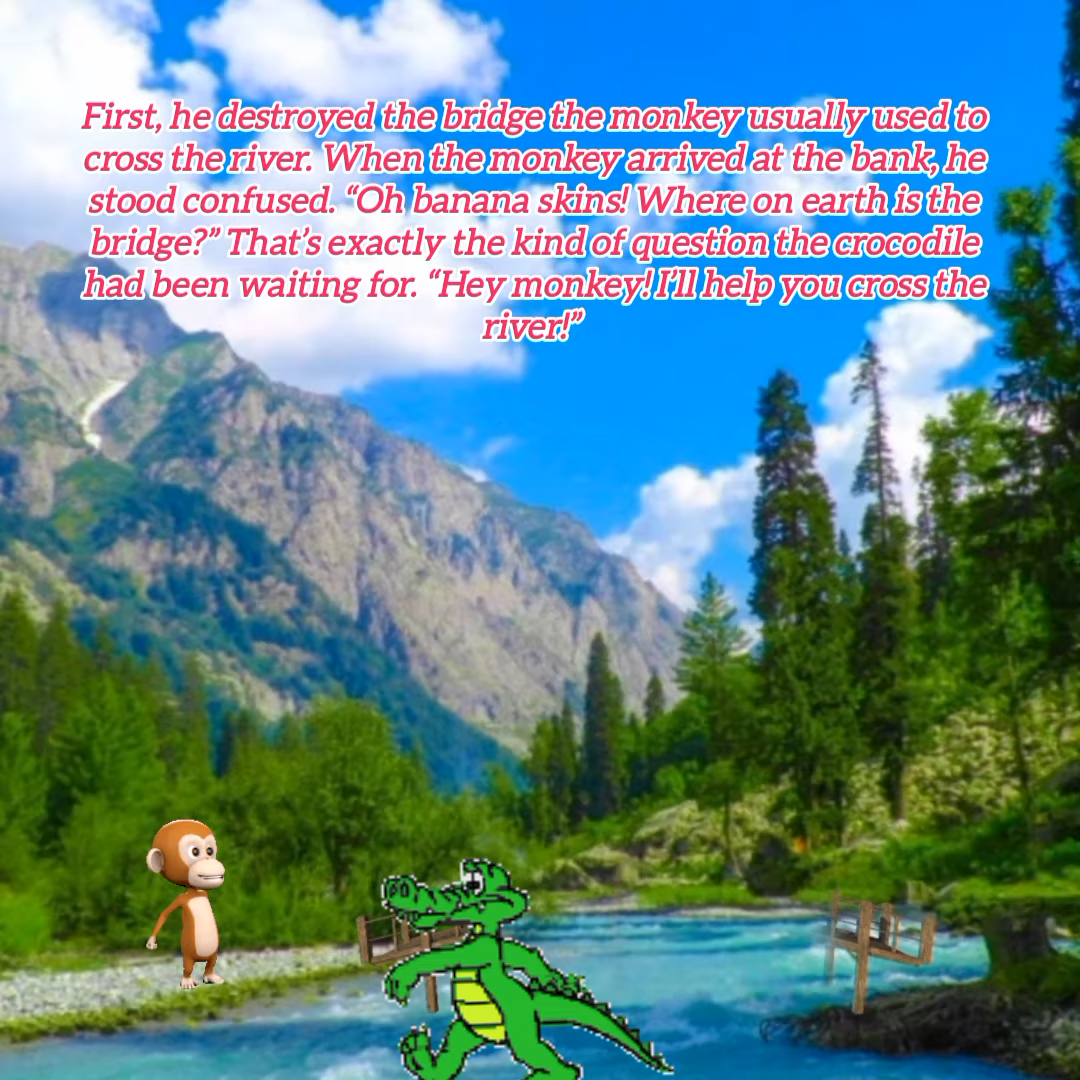 First, he destroyed the bridge the monkey usually used to
cross the river. When the monkey arrived at the bank, he
stood confused. “Oh banana skins! Where on earth is the
bridge?” That’s exactly the kind of question the crocodile
had been waiting for. “Hey monkey! I’ll help you cross the
river!”